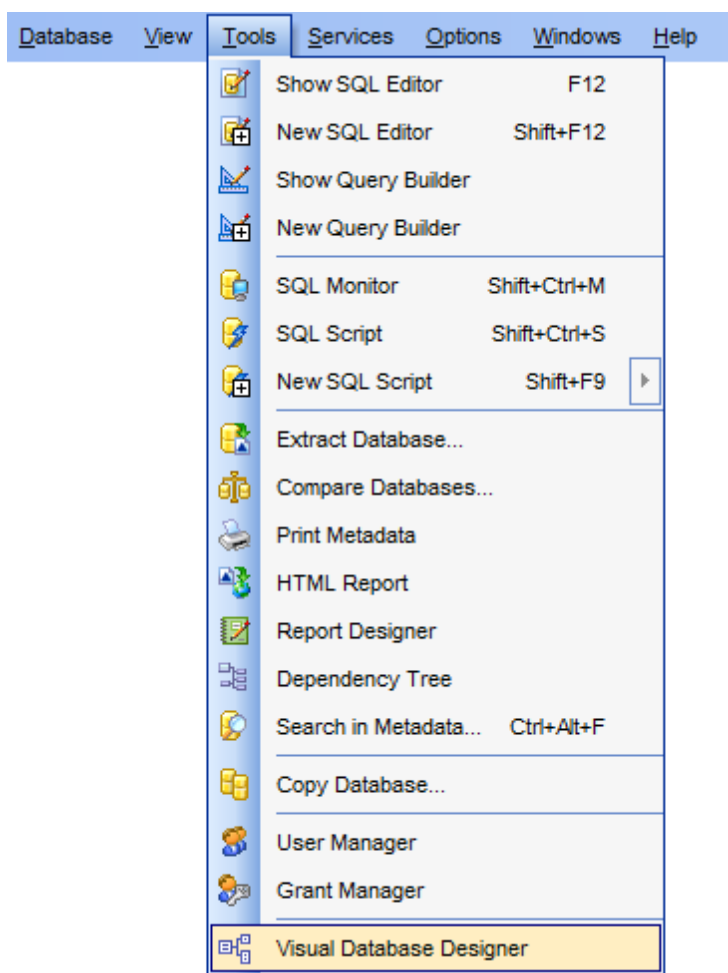 Database View Tools Services Options Windows Help
Show SQL Editor F12
New SQL Editor Shift+F12
Show Query Builder
New Query Builder
SQL Monitor Shift+Ctrl+M
SQL Script Shift+Ctrl+S
New SQL Script Shift+F9
Extract Database...
Compare Databases...
Print Metadata
HTML Report
Report Designer
Dependency Tree
Search in Metadata... Ctrl+Alt+F
Copy Database...
User Manager
Grant Manager
Visual Database Designer